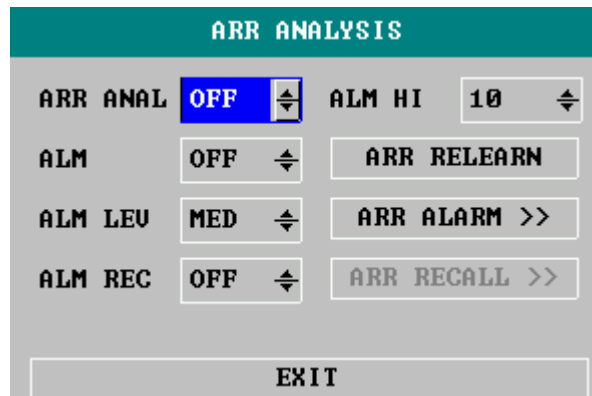 ARR ANALYSIS
ARR ANAL OFF ALM HI 10
ALM OFF ARR RELEARN
ALM LEV MED ARR ALARM >>
ALM REC OFF ARR RECALL >>
EXIT